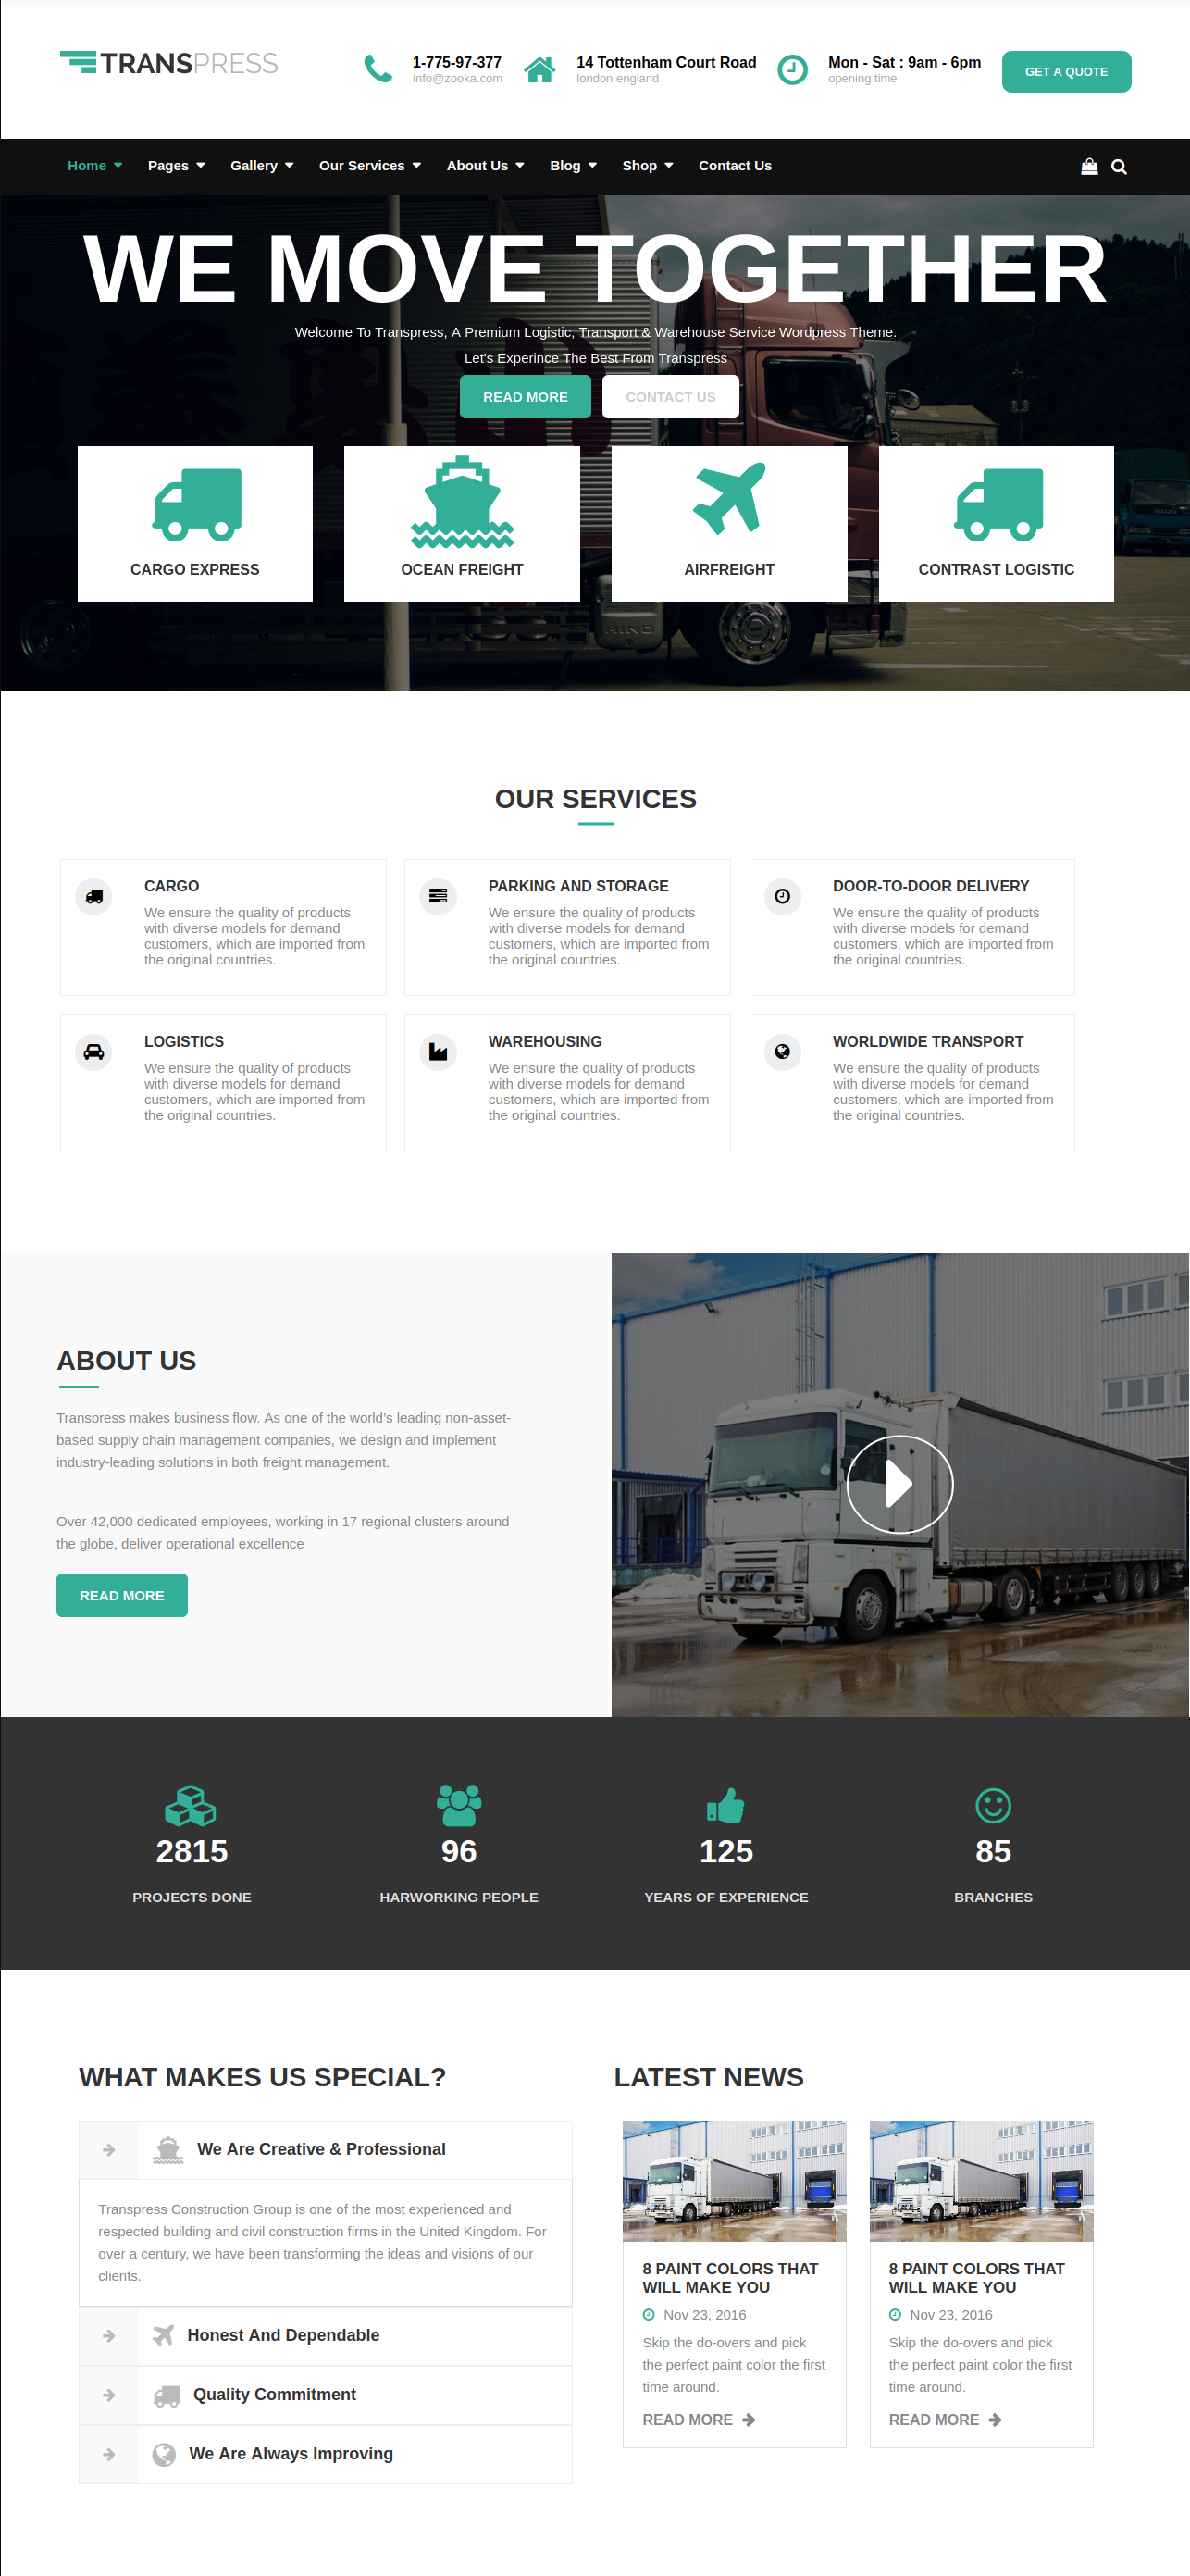 TRANSPRESS
1-775-97-377
info@zooka.com
14 Tottenham Court Road
london england
Mon - Sat : 9am - 6pm
opening time
GET A QUOTE
Home Pages Gallery Our Services About Us Blog Shop Contact Us
WE MOVE TOGETHER
Welcome To Transpress, A Premium Logistic, Transport & Warehouse Service Wordpress Theme.
Let's Experince The Best From Transpress
READ MORE CONTACT US
CARGO EXPRESS
OCEAN FREIGHT
AIRFREIGHT
CONTRAST LOGISTIC
ISUZU
HINO
OUR SERVICES
CARGO
We ensure the quality of products
with diverse models for demand
customers, which are imported from
the original countries.
PARKING AND STORAGE
We ensure the quality of products
with diverse models for demand
customers, which are imported from
the original countries.
DOOR-TO-DOOR DELIVERY
We ensure the quality of products
with diverse models for demand
customers, which are imported from
the original countries.
LOGISTICS
We ensure the quality of products
with diverse models for demand
customers, which are imported from
the original countries.
WAREHOUSING
We ensure the quality of products
with diverse models for demand
customers, which are imported from
the original countries.
WORLDWIDE TRANSPORT
We ensure the quality of products
with diverse models for demand
customers, which are imported from
the original countries.
ABOUT US
Transpress makes business flow. As one of the world's leading non-asset-
based supply chain management companies, we design and implement
industry-leading solutions in both freight management.
Over 42,000 dedicated employees, working in 17 regional clusters around
the globe, deliver operational excellence
READ MORE
2815
PROJECTS DONE
96
HARWORKING PEOPLE
125
YEARS OF EXPERIENCE
85
BRANCHES
WHAT MAKES US SPECIAL?
We Are Creative & Professional
Transpress Construction Group is one of the most experienced and
respected building and civil construction firms in the United Kingdom. For
over a century, we have been transforming the ideas and visions of our
clients.
Honest And Dependable
Quality Commitment
We Are Always Improving
LATEST NEWS
8 PAINT COLORS THAT
WILL MAKE YOU
Nov 23, 2016
Skip the do-overs and pick
the perfect paint color the first
time around.
READ MORE
8 PAINT COLORS THAT
WILL MAKE YOU
Nov 23, 2016
Skip the do-overs and pick
the perfect paint color the first
time around.
READ MORE